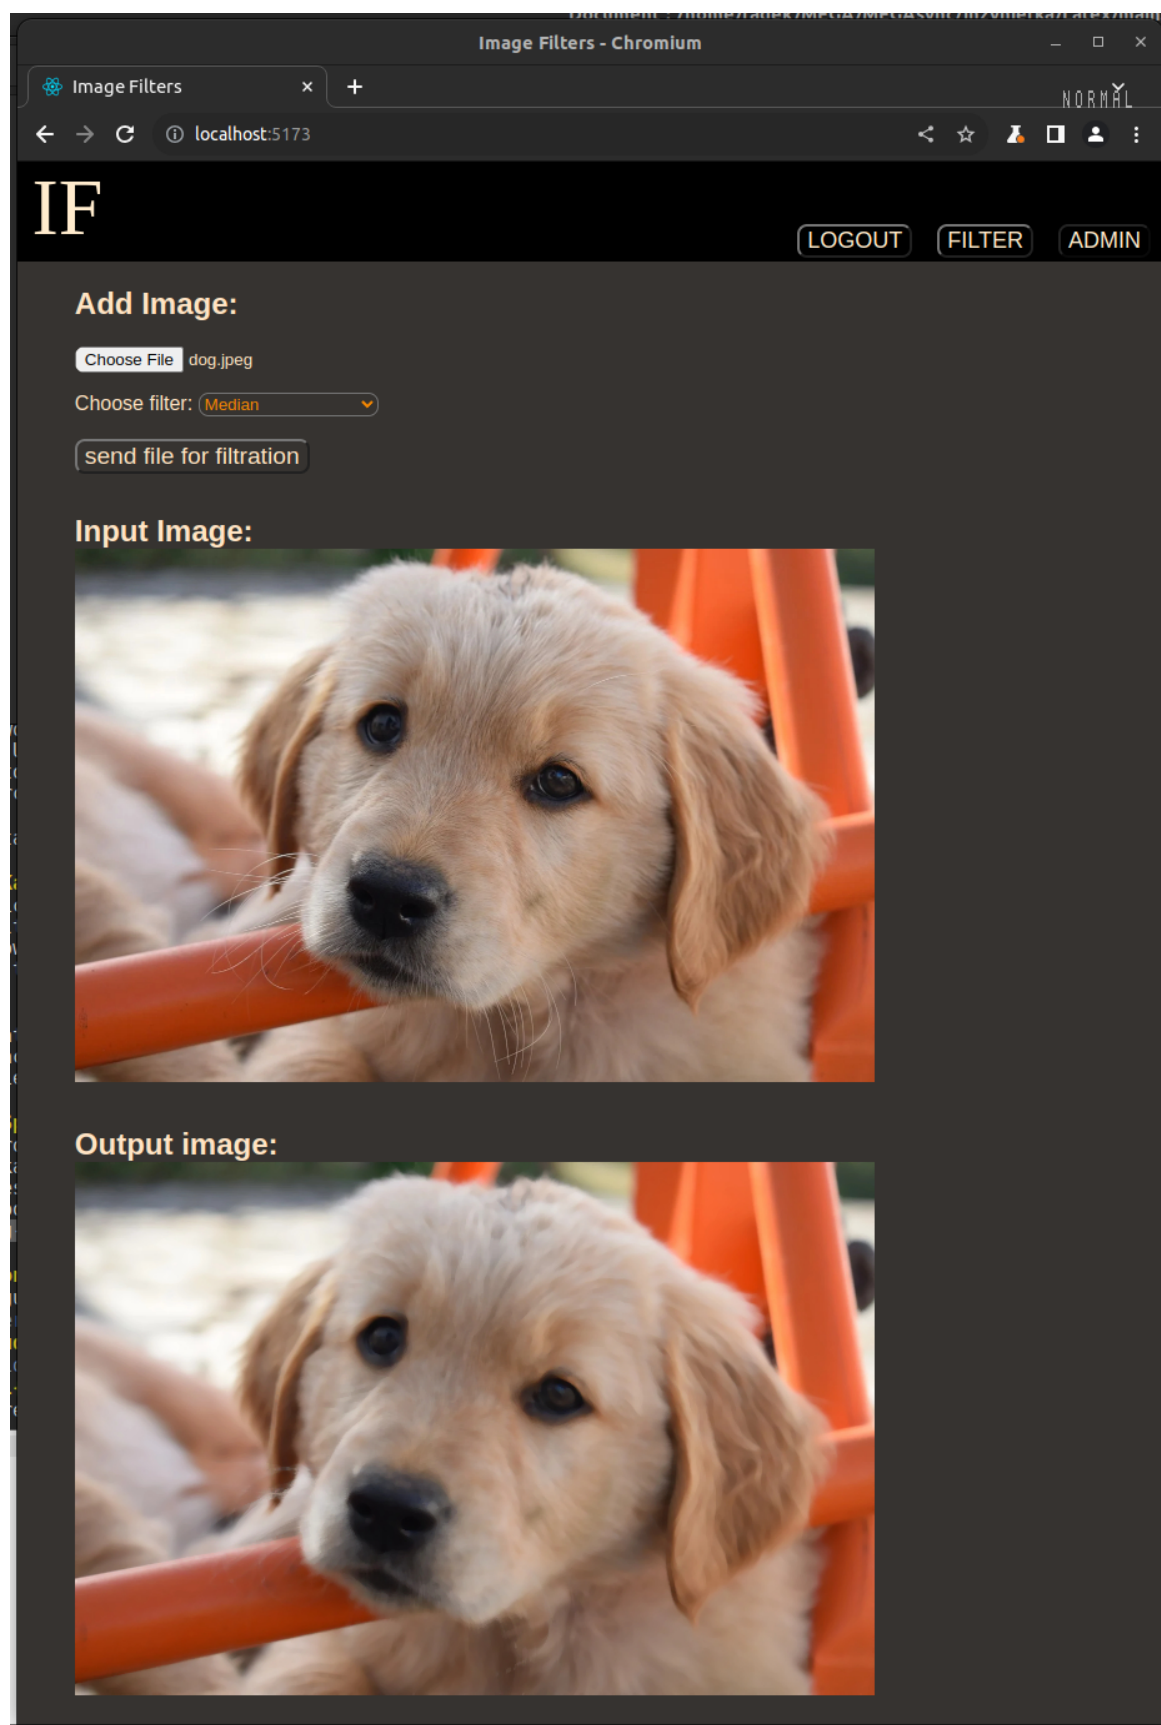 Image Filters - Chromium
Image Filters
NORMAL
localhost:5173
IF
LOGOUT FILTER ADMIN
Add Image:
Choose File dog.jpeg
Choose filter: Median
send file for filtration
Input Image:
Output image: